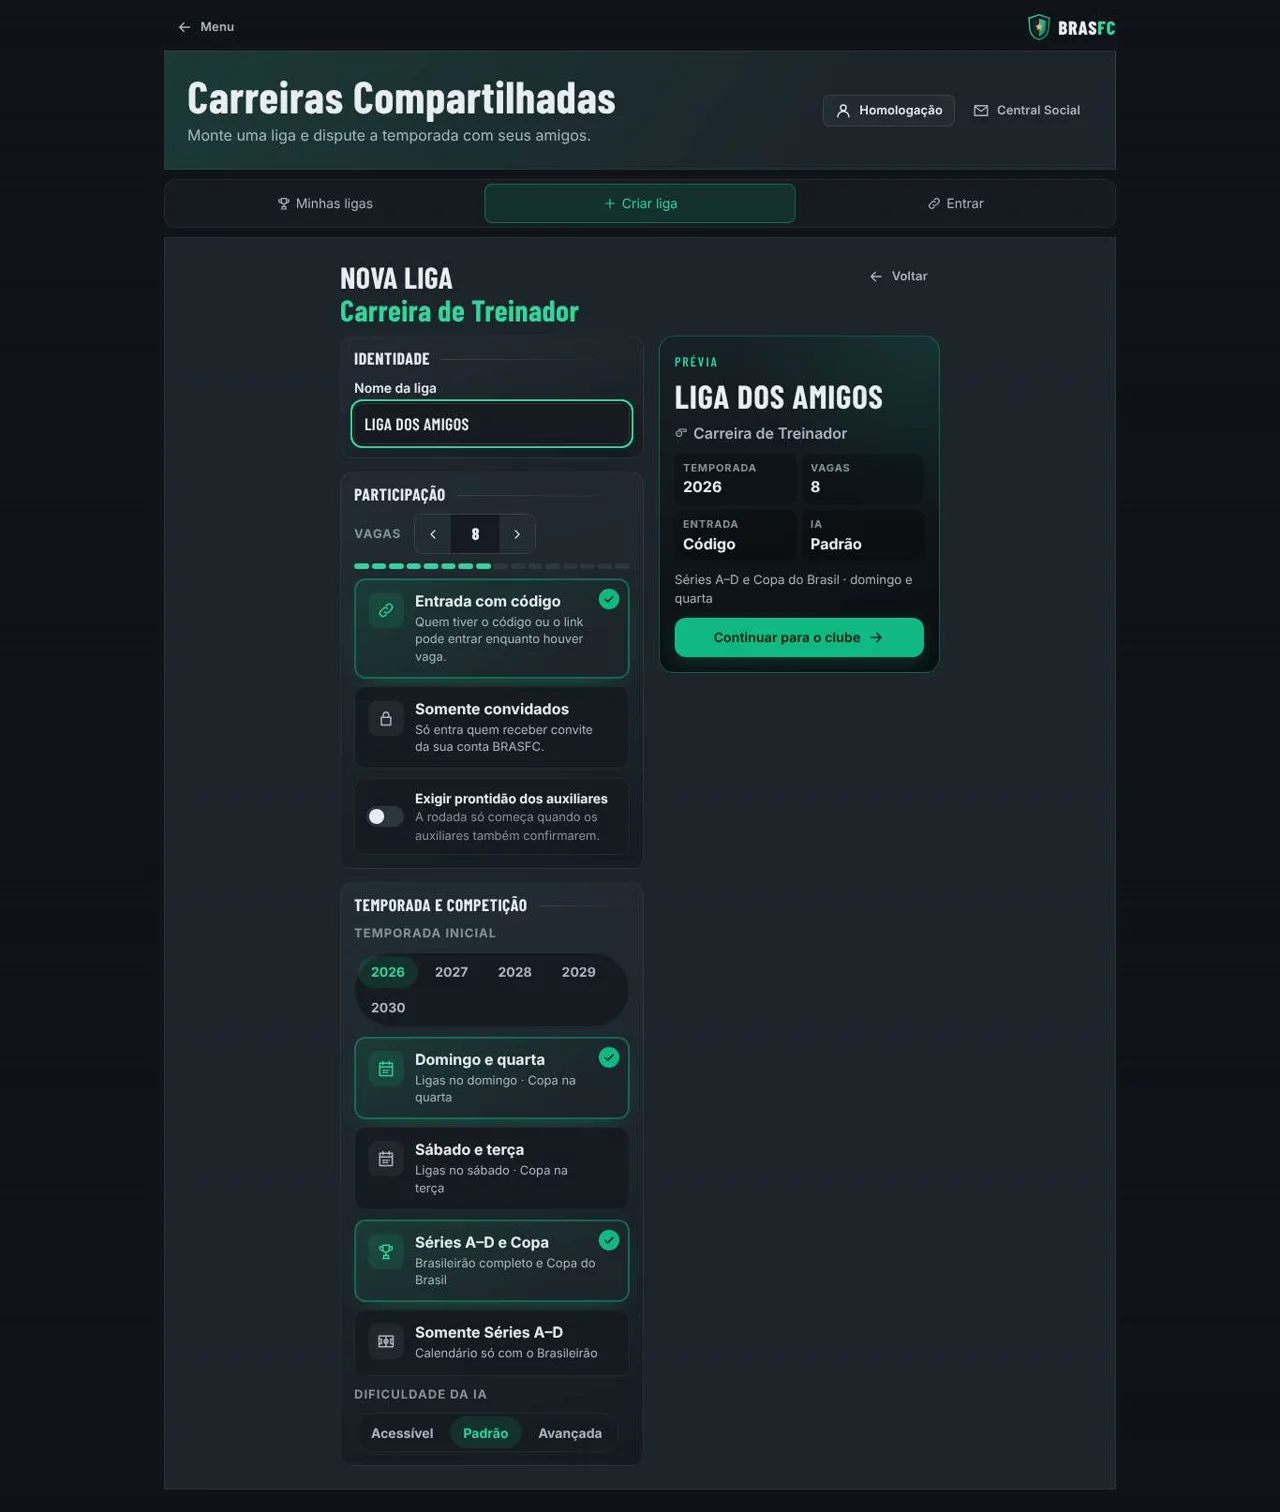 Menu
BRASFC
Carreiras Compartilhadas
Monte uma liga e dispute a temporada com seus amigos.
Homologação
Central Social
Minhas ligas
Criar liga
Entrar
NOVA LIGA
Carreira de Treinador
Voltar
IDENTIDADE
Nome da liga
LIGA DOS AMIGOS
PARTICIPAÇÃO
VAGAS
8
Entrada com código
Quem tiver o código ou o link
pode entrar enquanto houver
vaga.
Somente convidados
Só entra quem receber convite
da sua conta BRASFC.
Exigir prontidão dos auxiliares
A rodada só começa quando os
auxiliares também confirmarem.
TEMPORADA E COMPETIÇÃO
TEMPORADA INICIAL
2026 2027 2028 2029
2030
Domingo e quarta
Ligas no domingo · Copa na
quarta
Sábado e terça
Ligas no sábado · Copa na
terça
Séries A–D e Copa
Brasileirão completo e Copa do
Brasil
Somente Séries A–D
Calendário só com o Brasileirão
DIFICULDADE DA IA
Acessível Padrão Avançada
PRÉVIA
LIGA DOS AMIGOS
Carreira de Treinador
TEMPORADA
2026
VAGAS
8
ENTRADA
Código
IA
Padrão
Séries A–D e Copa do Brasil · domingo e
quarta
Continuar para o clube